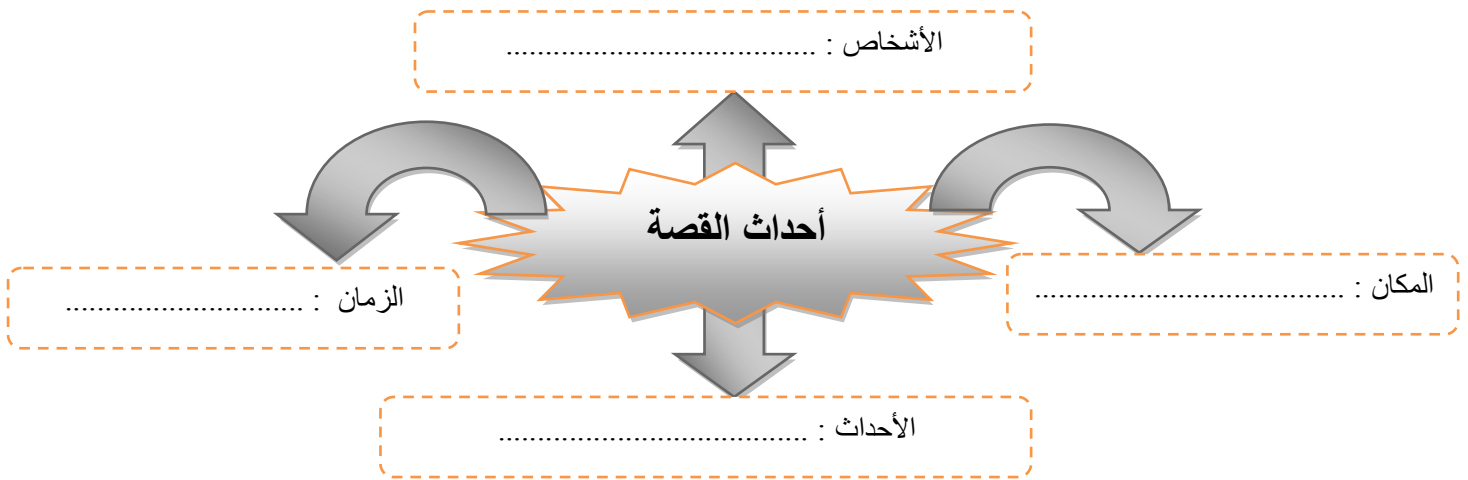 الأشخاص : .......................................
أحداث القصة
المكان : .......................................
الزمان : ..............................
الأحداث : .......................................